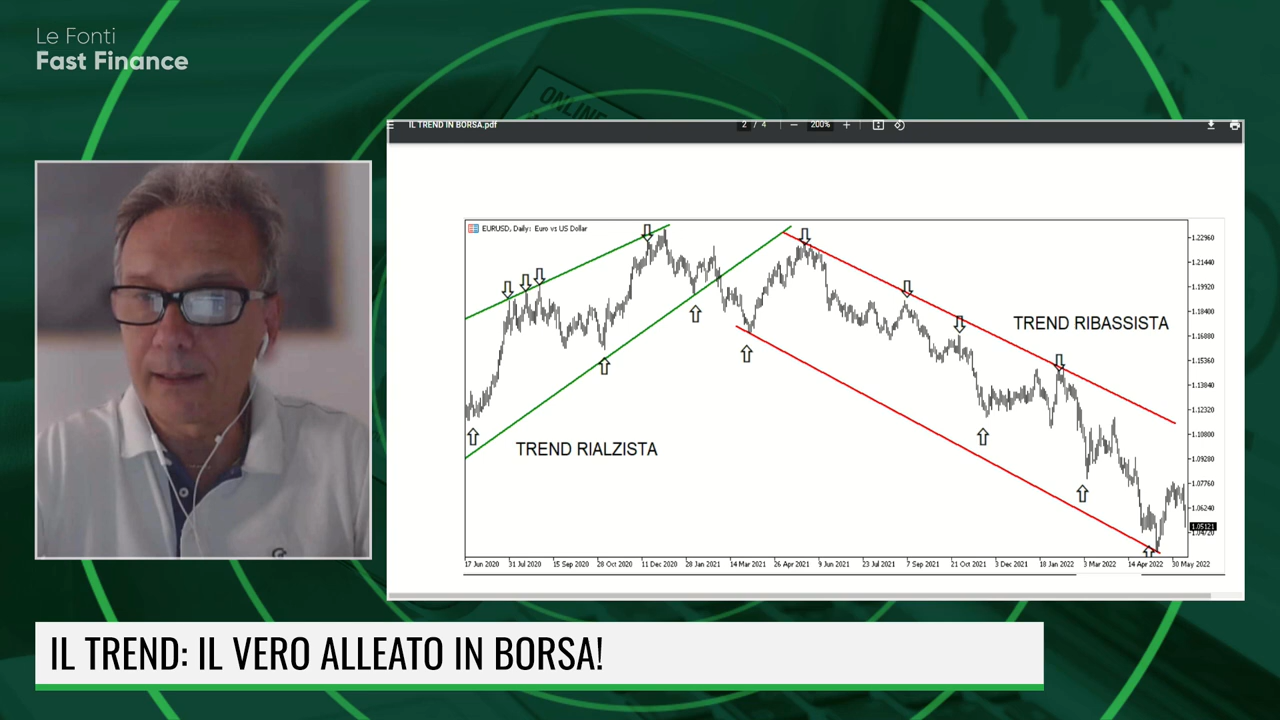 Le Fonti
Fast Finance
ONLINE
IL TREND IN BORSA.pdf
2 / 4
200%
EURUSD, Daily: Euro vs US Dollar
1.22960
1.21440
1.19920
1.18400
1.16880
1.15360
1.13840
1.12320
1.10800
1.09280
1.07760
1.06240
1.05121
1.04720
TREND RIBASSISTA
TREND RIALZISTA
17 Jun 2020
31 Jul 2020
15 Sep 2020
28 Oct 2020
11 Dec 2020
28 Jan 2021
14 Mar 2021
26 Apr 2021
9 Jun 2021
23 Jul 2021
7 Sep 2021
21 Oct 2021
3 Dec 2021
18 Jan 2022
3 Mar 2022
14 Apr 2022
30 May 2022
IL TREND: IL VERO ALLEATO IN BORSA!